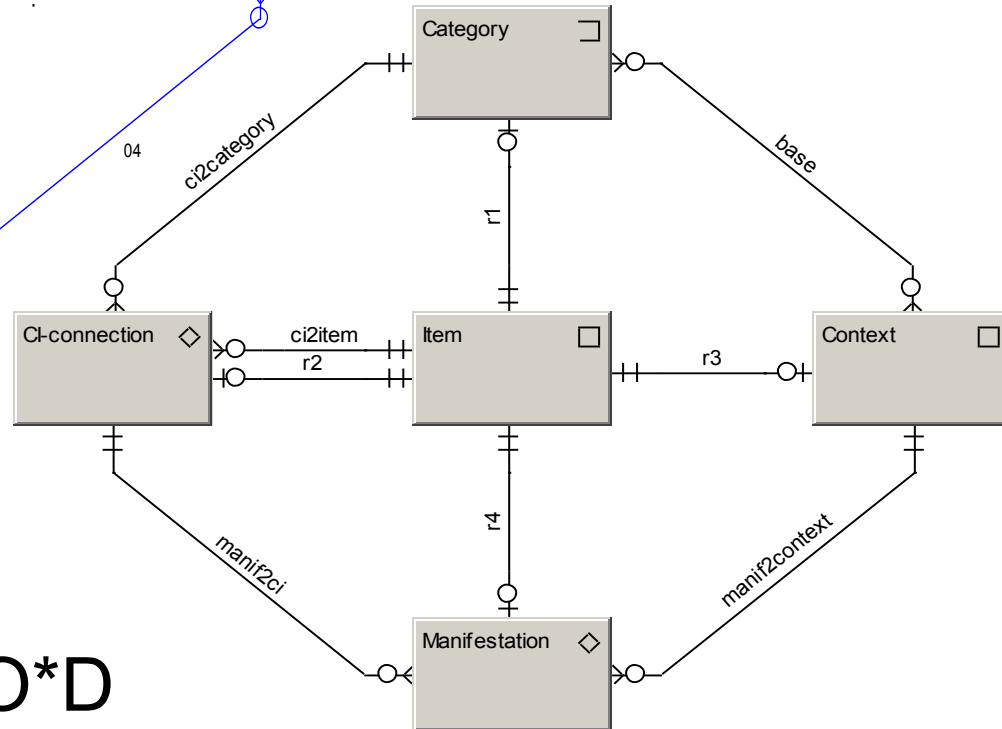 Category
04
ci2category
base
r1
CI-connection
ci2item
Item
Context
r2
r3
r4
manif2ci
manif2context
Manifestation
O*D